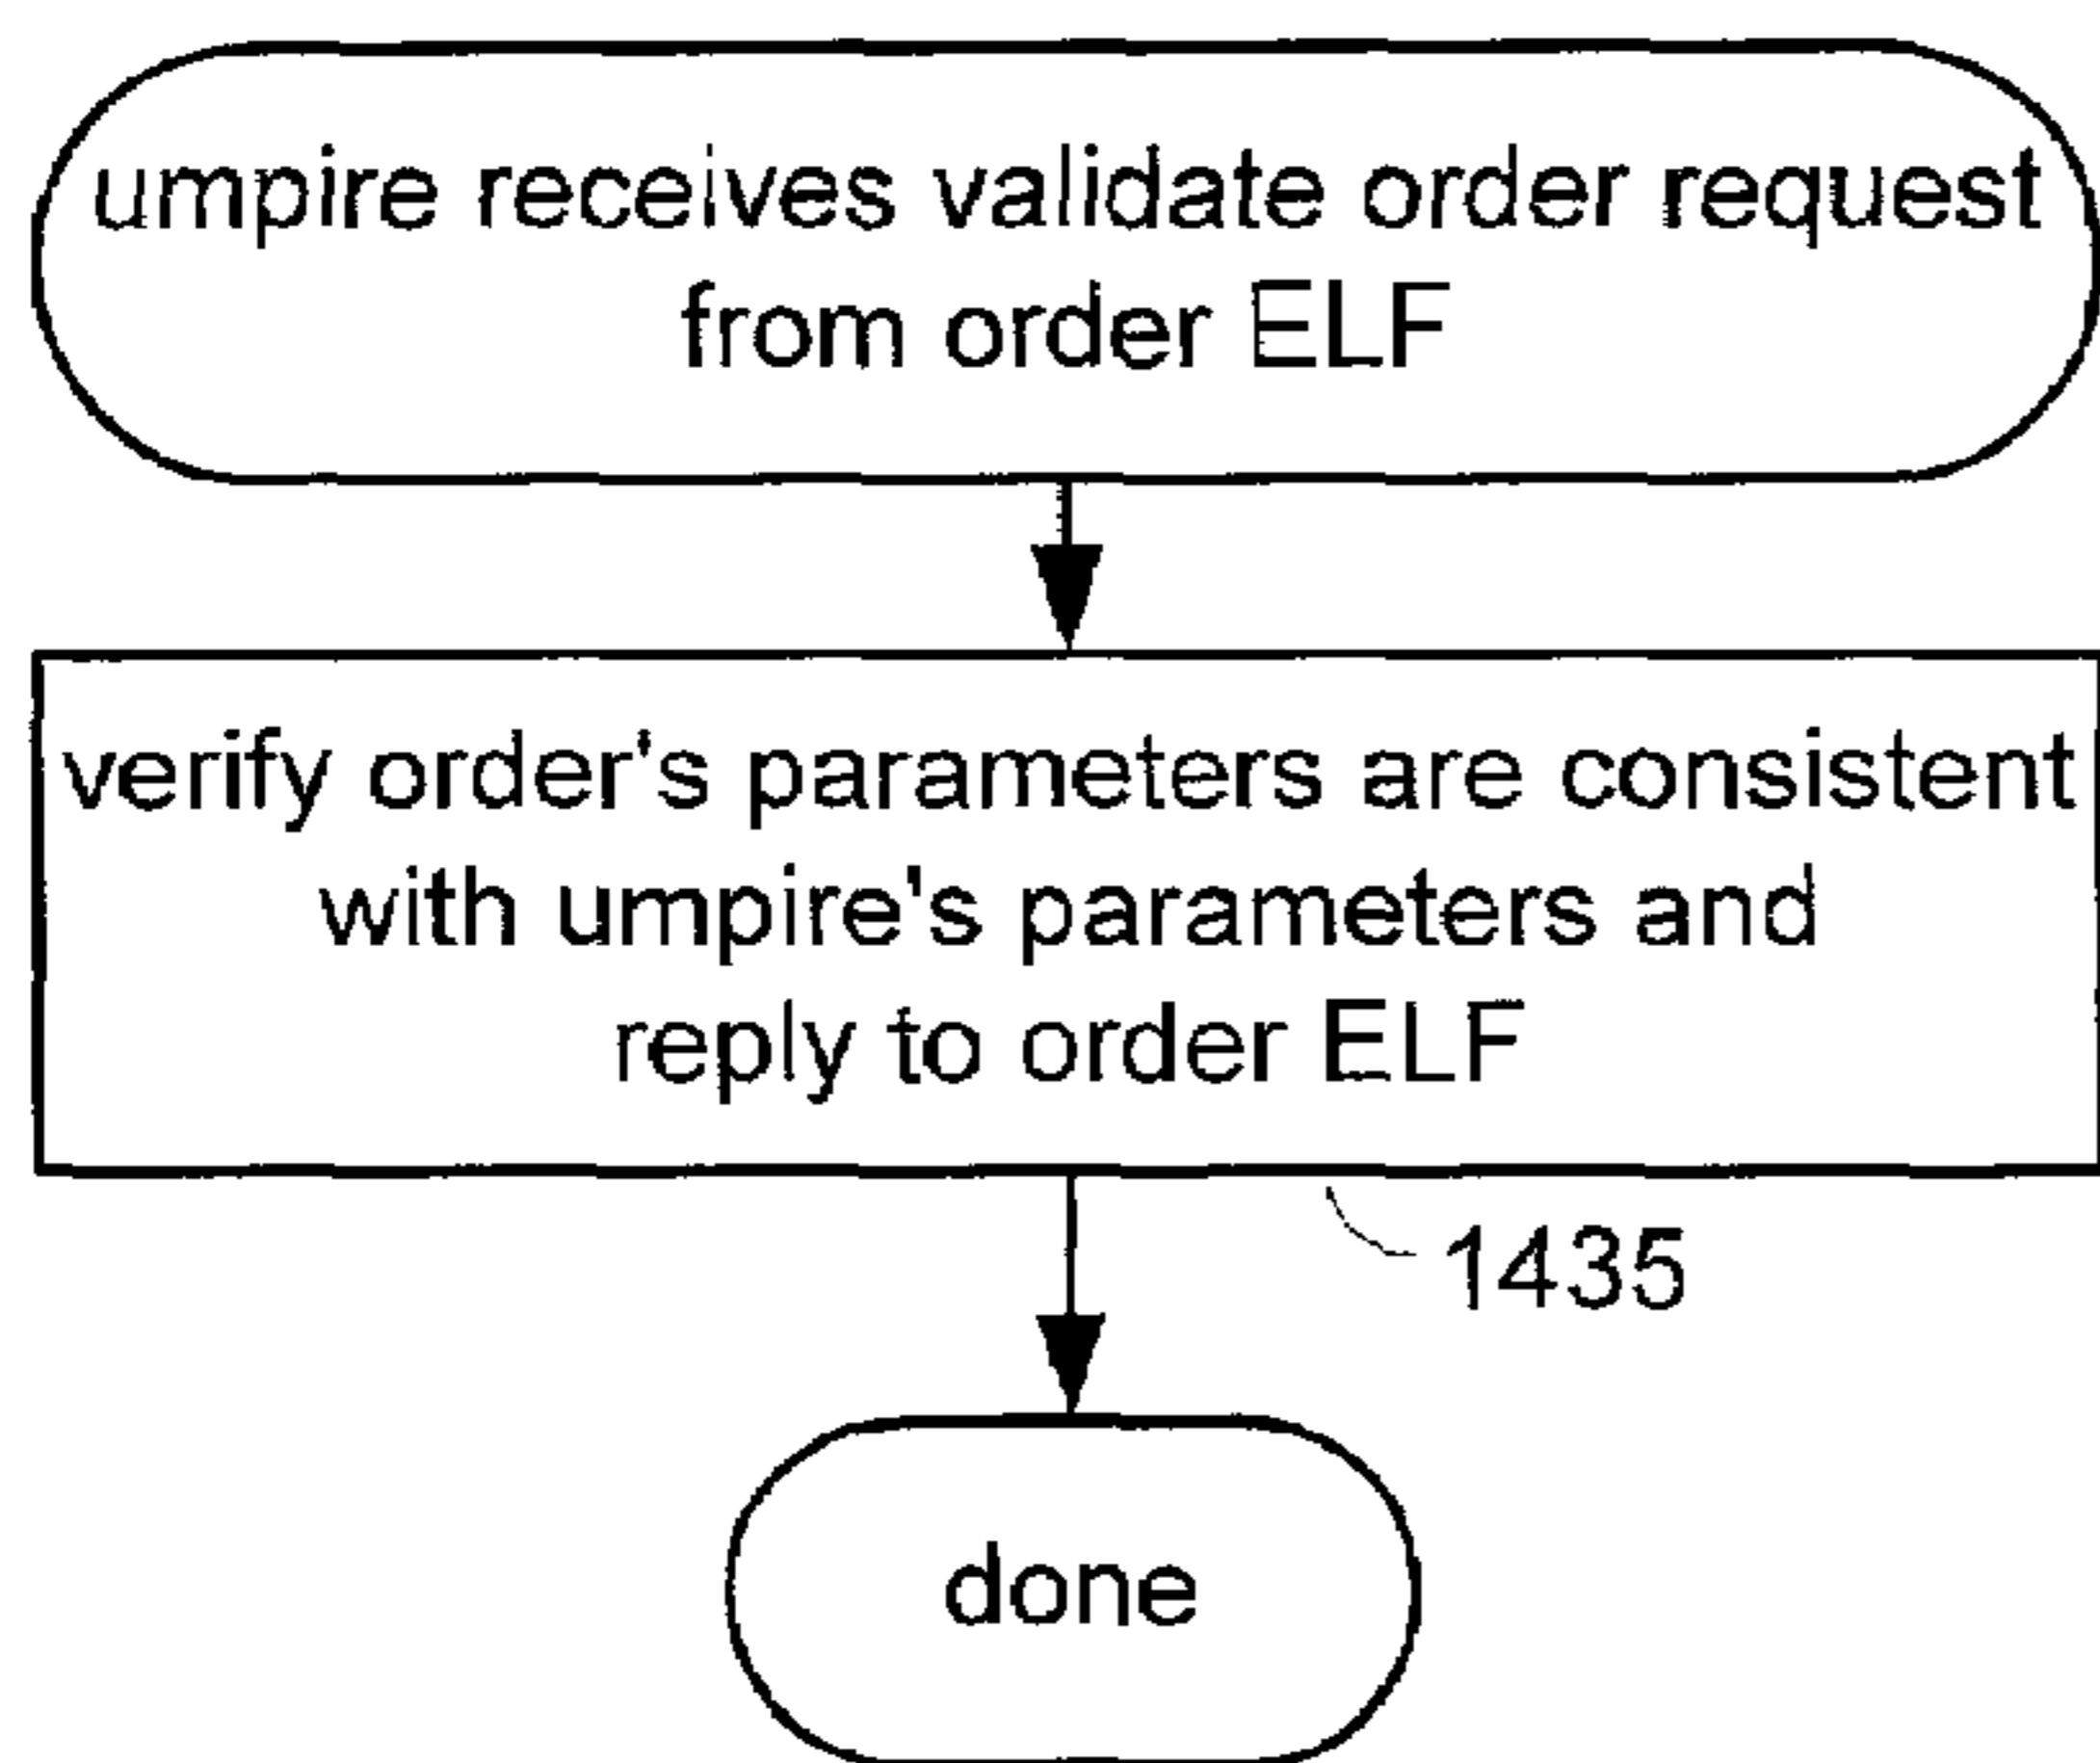 umpire receives validate order request
from order ELF
verify order's parameters are consistent
with umpire's parameters and
reply to order ELF
1435
done